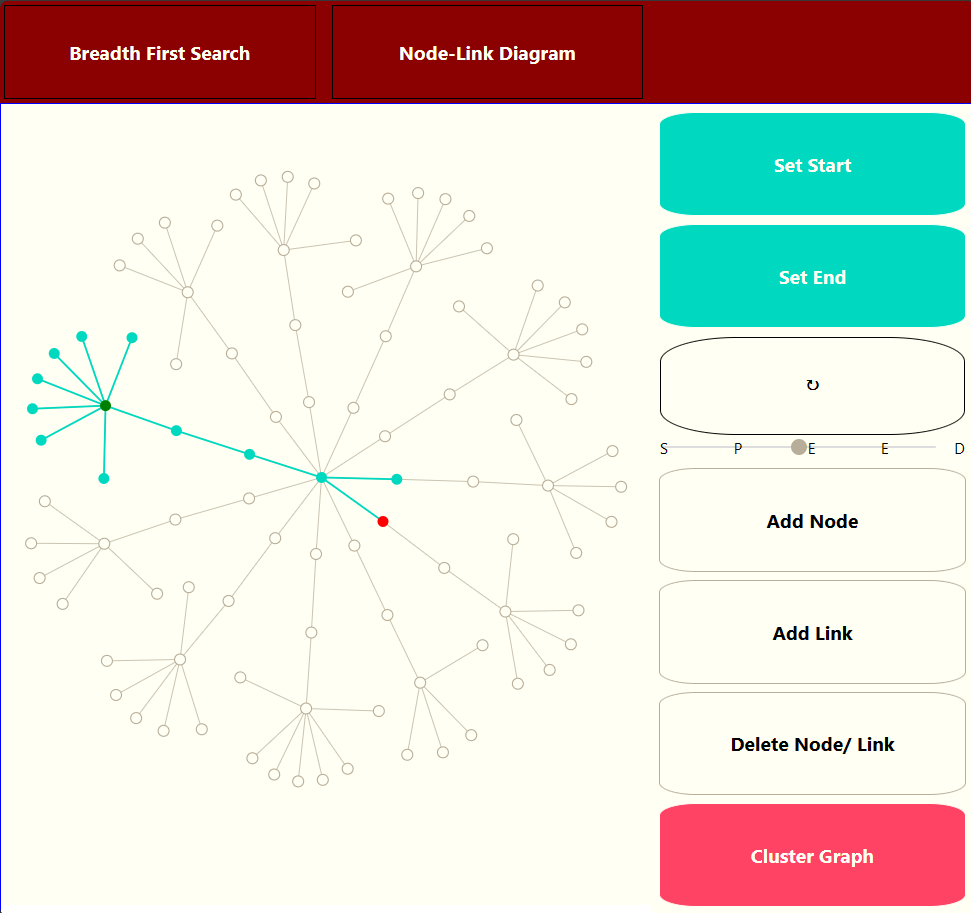 Breadth First Search
Node-Link Diagram
Set Start
Set End
↻
S P E E D
Add Node
Add Link
Delete Node/ Link
Cluster Graph